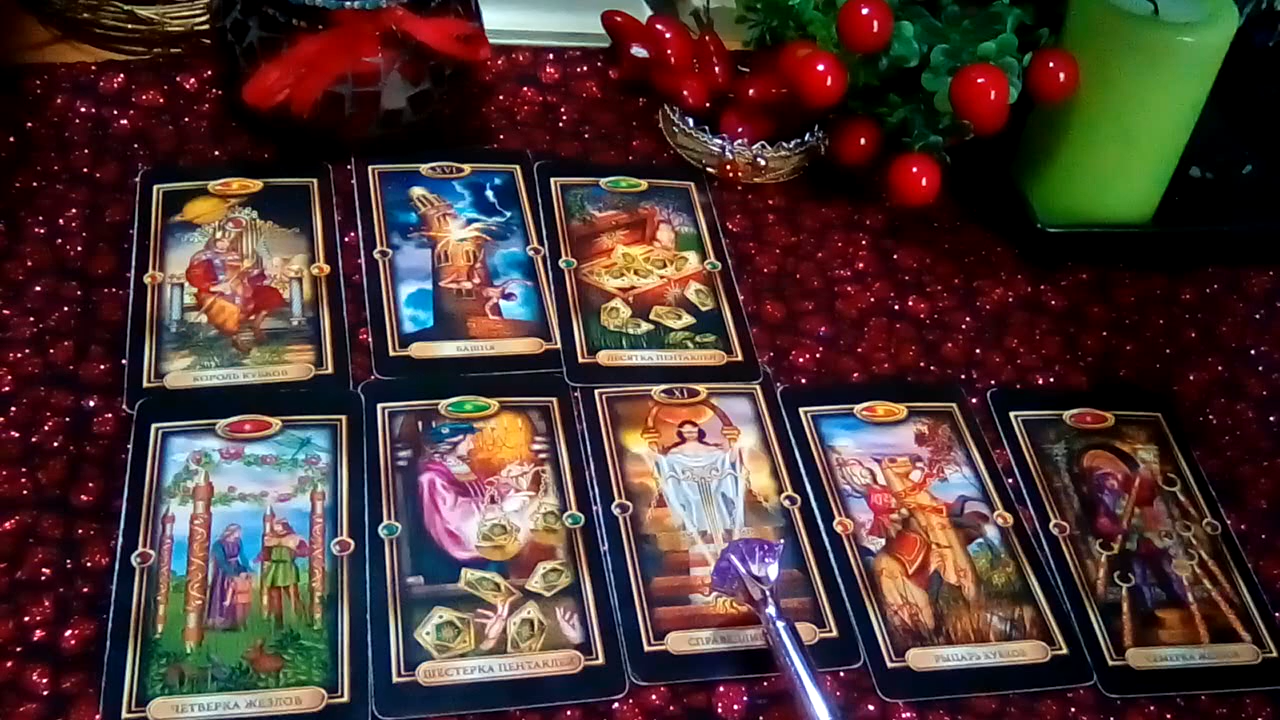 КОРОЛЬ КУБКОВ
XVI
БАШНЯ
ДЕСЯТКА ПЕНТАКЛЕЙ
ЧЕТВЕРКА ЖЕЗЛОВ
ШЕСТЕРКА ПЕНТАКЛЕЙ
XI
РЫЦАРЬ КУБКОВ
СЕМЕРКА ЖЕЗЛОВ